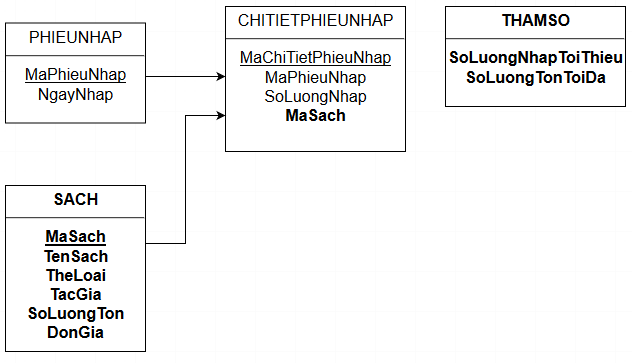 PHIEUNHAP
MaPhieuNhap
NgayNhap
CHITIETPHIEUNHAP
MaChiTietPhieuNhap
MaPhieuNhap
SoLuongNhap
MaSach
THAMSO
SoLuongNhapToiThieu
SoLuongTonToiDa
SACH
MaSach
TenSach
TheLoai
TacGia
SoLuongTon
DonGia